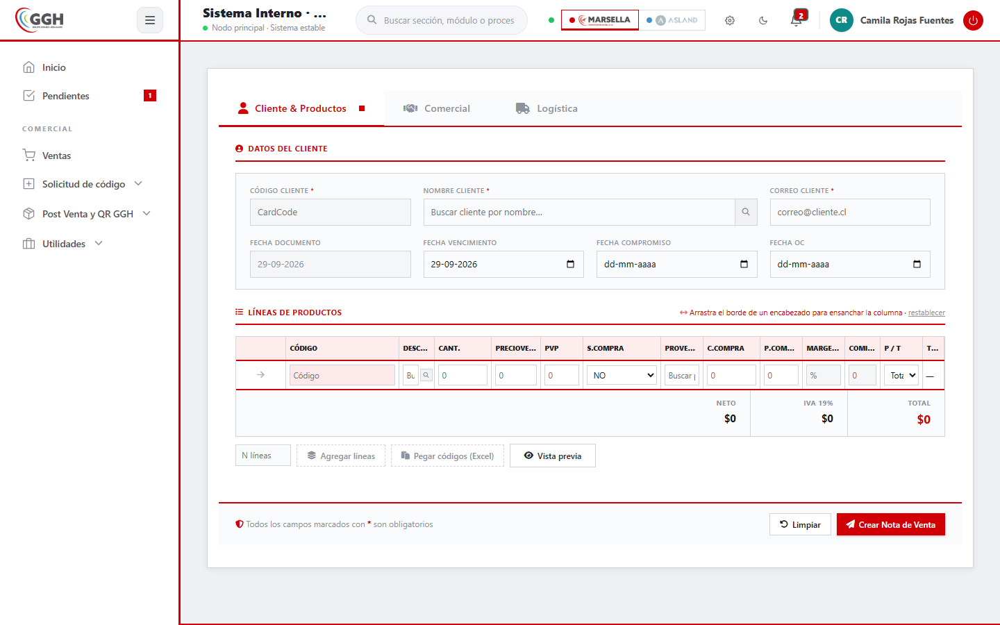 GGH
Sistema Interno · ...
Nodo principal · Sistema estable
Buscar sección, módulo o proces
MARSELLA
ASLAND
2
CR
Camila Rojas Fuentes
Inicio
Pendientes
1
COMERCIAL
Ventas
Solicitud de código
Post Venta y QR GGH
Utilidades
Cliente & Productos
Comercial
Logística
DATOS DEL CLIENTE
CÓDIGO CLIENTE *
NOMBRE CLIENTE *
CORREO CLIENTE *
CardCode
Buscar cliente por nombre...
correo@cliente.cl
FECHA DOCUMENTO
FECHA VENCIMIENTO
FECHA COMPROMISO
FECHA OC
29-09-2026
29-09-2026
dd-mm-aaaa
dd-mm-aaaa
LÍNEAS DE PRODUCTOS
Arrastra el borde de un encabezado para ensanchar la columna · restablecer
CÓDIGO DESC... CANT. PRECIOVE... PVP S.COMPRA PROVE... C.COMPRA P.COM... MARGE... COMI... P / T T...
Código Bu 0 0 0 NO Buscar 0 0 % 0 Tota —
NETO
IVA 19%
TOTAL
$0
$0
$0
N líneas
Agregar líneas
Pegar códigos (Excel)
Vista previa
Todos los campos marcados con * son obligatorios
Limpiar
Crear Nota de Venta